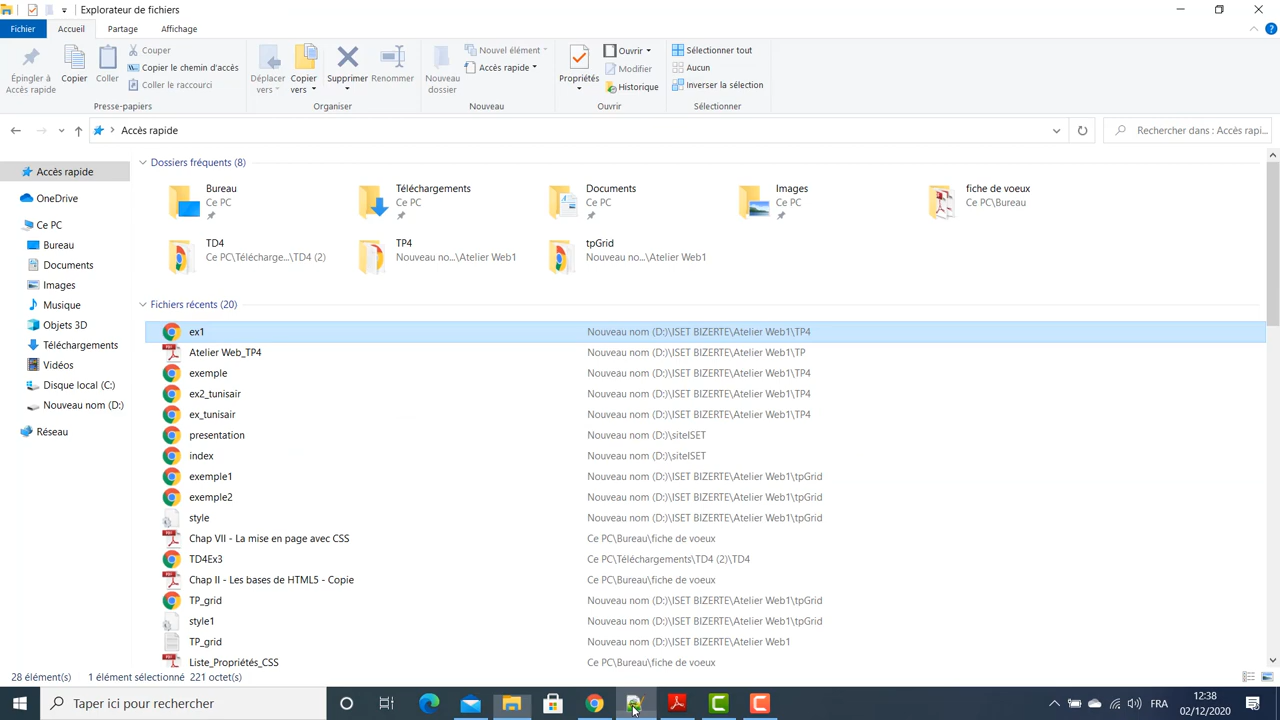 Explorateur de fichiers
Fichier Accueil Partage Affichage
Épingler à Accès rapide
Copier
Coller
Couper
Copier le chemin d'accès
Coller le raccourci
Presse-papiers
Déplacer vers
Copier vers
Supprimer
Renommer
Organiser
Nouveau dossier
Nouvel élément
Accès rapide
Nouveau
Propriétés
Ouvrir
Modifier
Historique
Ouvrir
Sélectionner tout
Aucun
Inverser la sélection
Sélectionner
Accès rapide
Rechercher dans : Accès rapi...
Accès rapide
OneDrive
Ce PC
Bureau
Documents
Images
Musique
Objets 3D
Téléchargements
Vidéos
Disque local (C:)
Nouveau nom (D:)
Réseau
Dossiers fréquents (8)
Bureau
Ce PC
Téléchargements
Ce PC
Documents
Ce PC
Images
Ce PC
fiche de voeux
Ce PC\Bureau
TD4
Ce PC\Télécharge...\TD4 (2)
TP4
Nouveau no...\Atelier Web1
tpGrid
Nouveau no...\Atelier Web1
Fichiers récents (20)
ex1 Nouveau nom (D:)\ISET BIZERTE\Atelier Web1\TP4
Atelier Web_TP4 Nouveau nom (D:)\ISET BIZERTE\Atelier Web1\TP
exemple Nouveau nom (D:)\ISET BIZERTE\Atelier Web1\TP4
ex2_tunisair Nouveau nom (D:)\ISET BIZERTE\Atelier Web1\TP4
ex_tunisair Nouveau nom (D:)\ISET BIZERTE\Atelier Web1\TP4
presentation Nouveau nom (D:)\siteISET
index Nouveau nom (D:)\siteISET
exemple1 Nouveau nom (D:)\ISET BIZERTE\Atelier Web1\tpGrid
exemple2 Nouveau nom (D:)\ISET BIZERTE\Atelier Web1\tpGrid
style Nouveau nom (D:)\ISET BIZERTE\Atelier Web1\tpGrid
Chap VII - La mise en page avec CSS Ce PC\Bureau\fiche de voeux
TD4Ex3 Ce PC\Téléchargements\TD4 (2)\TD4
Chap II - Les bases de HTML5 - Copie Ce PC\Bureau\fiche de voeux
TP_grid Nouveau nom (D:)\ISET BIZERTE\Atelier Web1\tpGrid
style1 Nouveau nom (D:)\ISET BIZERTE\Atelier Web1\tpGrid
TP_grid Nouveau nom (D:)\ISET BIZERTE\Atelier Web1
Liste_Propriétés_CSS Ce PC\Bureau\fiche de voeux
28 élément(s) 1 élément sélectionné 221 octet(s)
Taper ici pour rechercher
FRA
12:38
02/12/2020